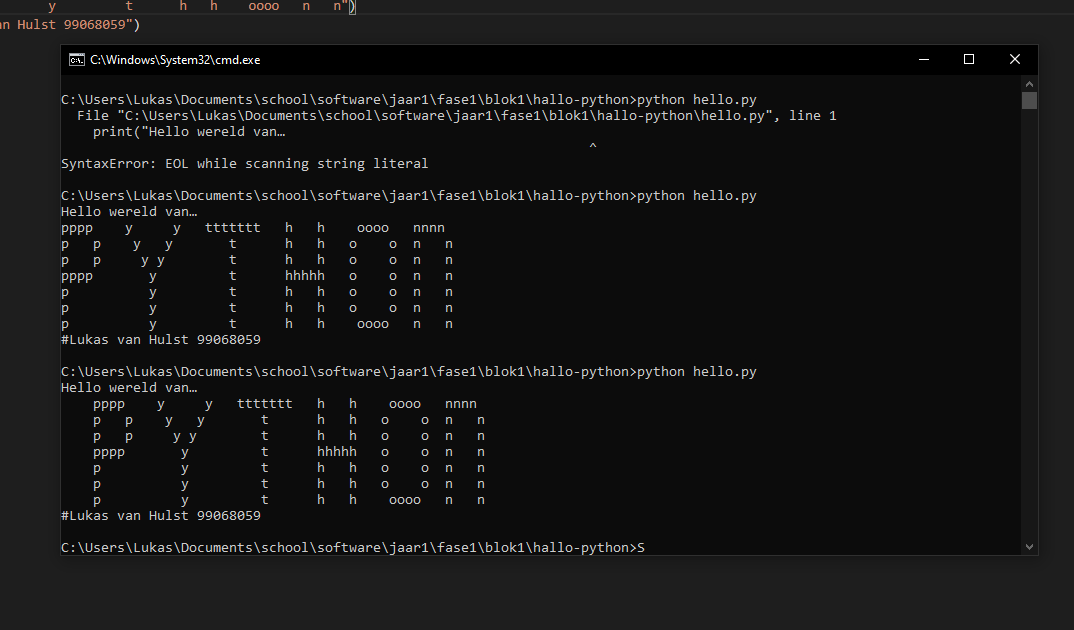 y         t      h   h    oooo   n   n")
an Hulst 99068059")
C:\Windows\System32\cmd.exe
C:\Users\Lukas\Documents\school\software\jaar1\fase1\blok1\hallo-python>python hello.py
  File "C:\Users\Lukas\Documents\school\software\jaar1\fase1\blok1\hallo-python\hello.py", line 1
    print("Hello wereld van…
                                                                  ^
SyntaxError: EOL while scanning string literal
C:\Users\Lukas\Documents\school\software\jaar1\fase1\blok1\hallo-python>python hello.py
Hello wereld van…
pppp    y     y   ttttttt   h   h    oooo   nnnn
p   p    y   y       t      h   h   o    o  n   n
p   p     y y        t      h   h   o    o  n   n
pppp       y         t      hhhhh   o    o  n   n
p          y         t      h   h   o    o  n   n
p          y         t      h   h   o    o  n   n
p          y         t      h   h    oooo   n   n
#Lukas van Hulst 99068059
C:\Users\Lukas\Documents\school\software\jaar1\fase1\blok1\hallo-python>python hello.py
Hello wereld van…
    pppp    y     y   ttttttt   h   h    oooo   nnnn
    p   p    y   y       t      h   h   o    o  n   n
    p   p     y y        t      h   h   o    o  n   n
    pppp       y         t      hhhhh   o    o  n   n
    p          y         t      h   h   o    o  n   n
    p          y         t      h   h   o    o  n   n
    p          y         t      h   h    oooo   n   n
#Lukas van Hulst 99068059
C:\Users\Lukas\Documents\school\software\jaar1\fase1\blok1\hallo-python>S